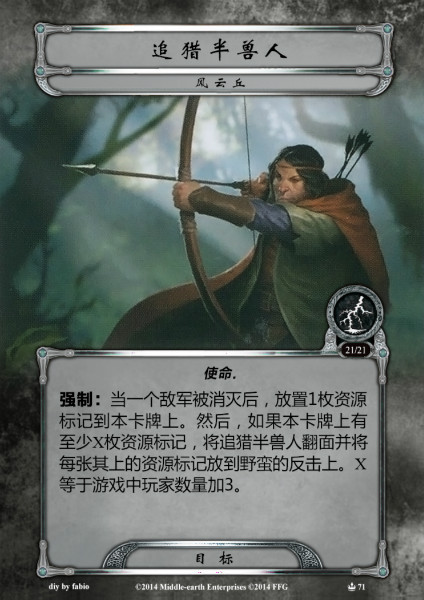 追猎半兽人
风云丘
21/21
使命.
强制：当一个敌军被消灭后，放置1枚资源
标记到本卡牌上。然后，如果本卡牌上有
至少X枚资源标记，将追猎半兽人翻面并将
每张其上的资源标记放到野蛮的反击上。X
等于游戏中玩家数量加3。
目标
diy by fabio ©2014 Middle-earth Enterprises ©2014 FFG 71